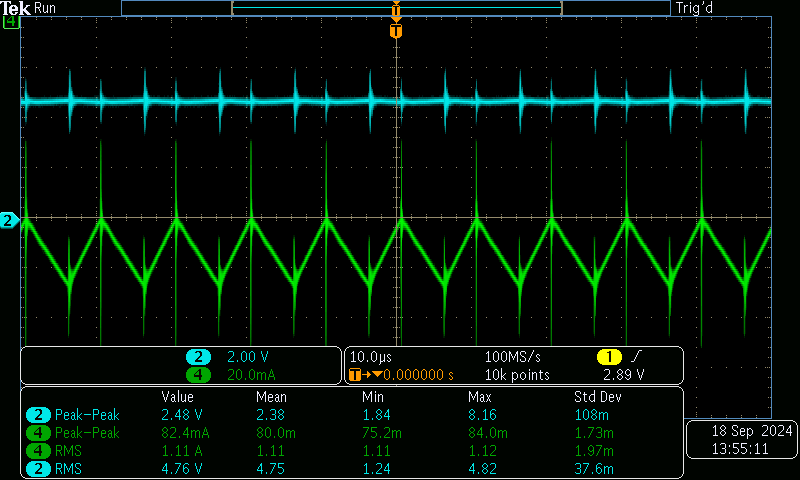 Tek Run Trig'd
4
T
T
2
2 2.00 V
4 20.0mA
10.0µs 100MS/s 1
T 0.000000 s 10k points 2.89 V
Value Mean Min Max Std Dev
2 Peak-Peak 2.48 V 2.38 1.84 8.16 108m
4 Peak-Peak 82.4mA 80.0m 75.2m 84.0m 1.73m
4 RMS 1.11 A 1.11 1.11 1.12 1.97m
2 RMS 4.76 V 4.75 1.24 4.82 37.6m
18 Sep 2024
13:55:11